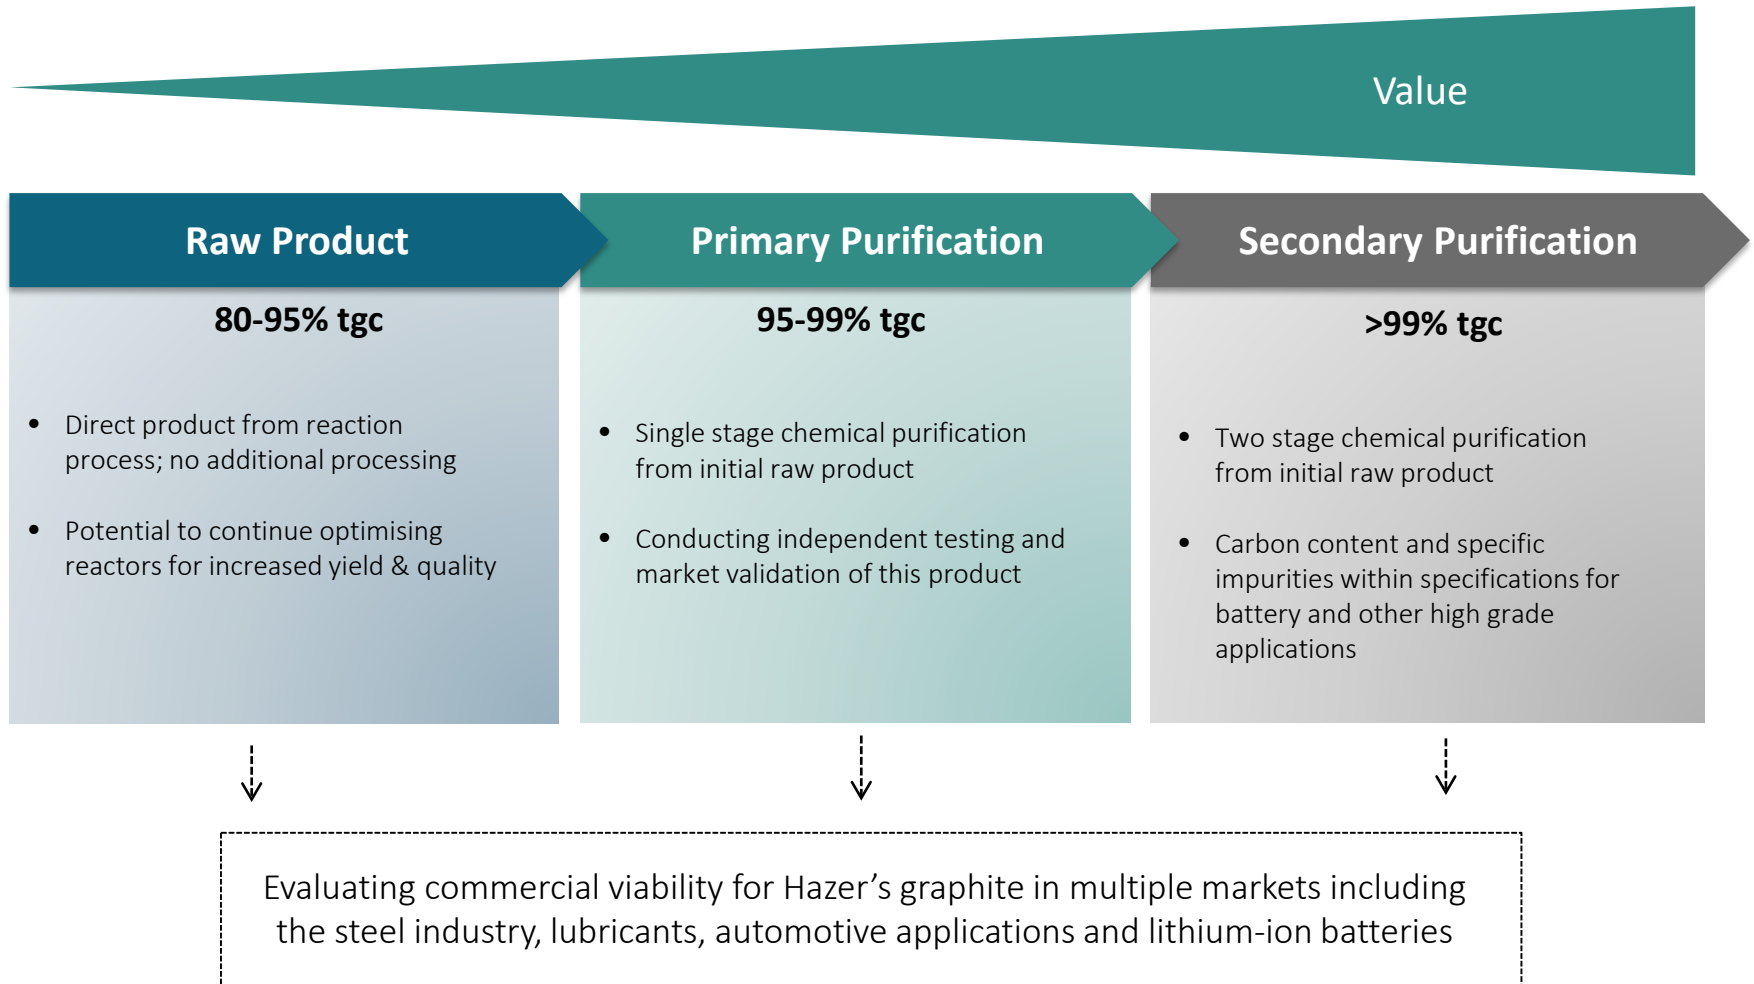 Value
Raw Product
80-95% tgc
• Direct product from reaction
process; no additional processing
• Potential to continue optimising
reactors for increased yield & quality
Primary Purification
95-99% tgc
• Single stage chemical purification
from initial raw product
• Conducting independent testing and
market validation of this product
Secondary Purification
>99% tgc
• Two stage chemical purification
from initial raw product
• Carbon content and specific
impurities within specifications for
battery and other high grade
applications
Evaluating commercial viability for Hazer’s graphite in multiple markets including
the steel industry, lubricants, automotive applications and lithium-ion batteries